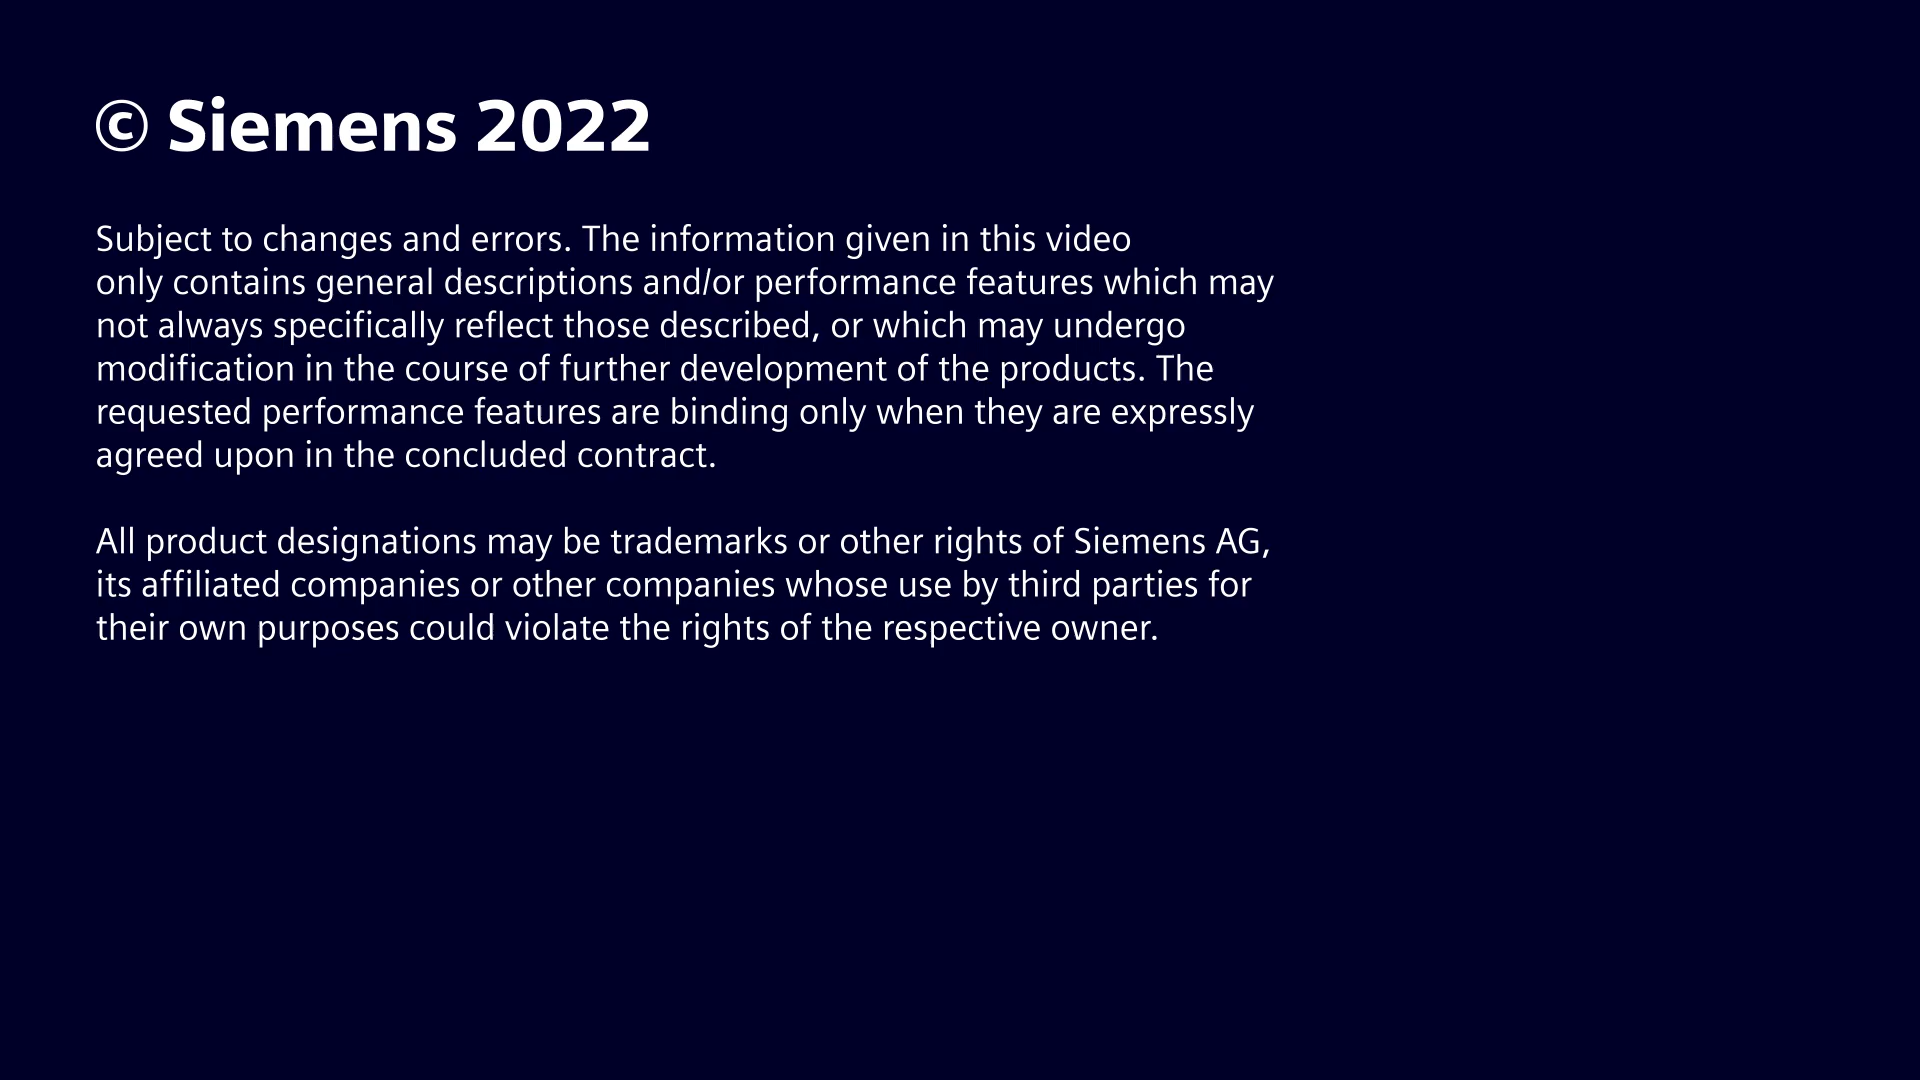 © Siemens 2022
Subject to changes and errors. The information given in this video
only contains general descriptions and/or performance features which may
not always specifically reflect those described, or which may undergo
modification in the course of further development of the products. The
requested performance features are binding only when they are expressly
agreed upon in the concluded contract.
All product designations may be trademarks or other rights of Siemens AG,
its affiliated companies or other companies whose use by third parties for
their own purposes could violate the rights of the respective owner.